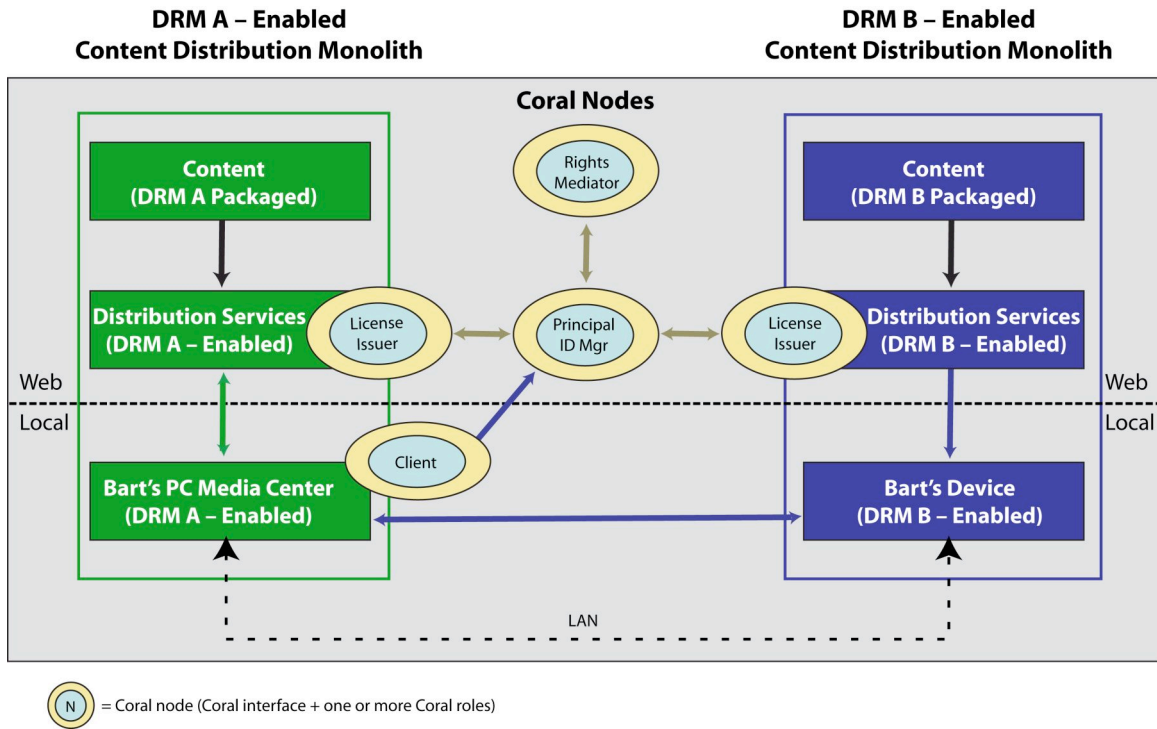 DRM A – Enabled
Content Distribution Monolith
DRM B – Enabled
Content Distribution Monolith
Coral Nodes
Content
(DRM A Packaged)
Rights
Mediator
Content
(DRM B Packaged)
Distribution Services
(DRM A – Enabled)
License
Issuer
Principal
ID Mgr
License
Issuer
Distribution Services
(DRM B – Enabled)
Web
Web
Local
Local
Client
Bart's PC Media Center
(DRM A – Enabled)
Bart's Device
(DRM B – Enabled)
LAN
N = Coral node (Coral interface + one or more Coral roles)